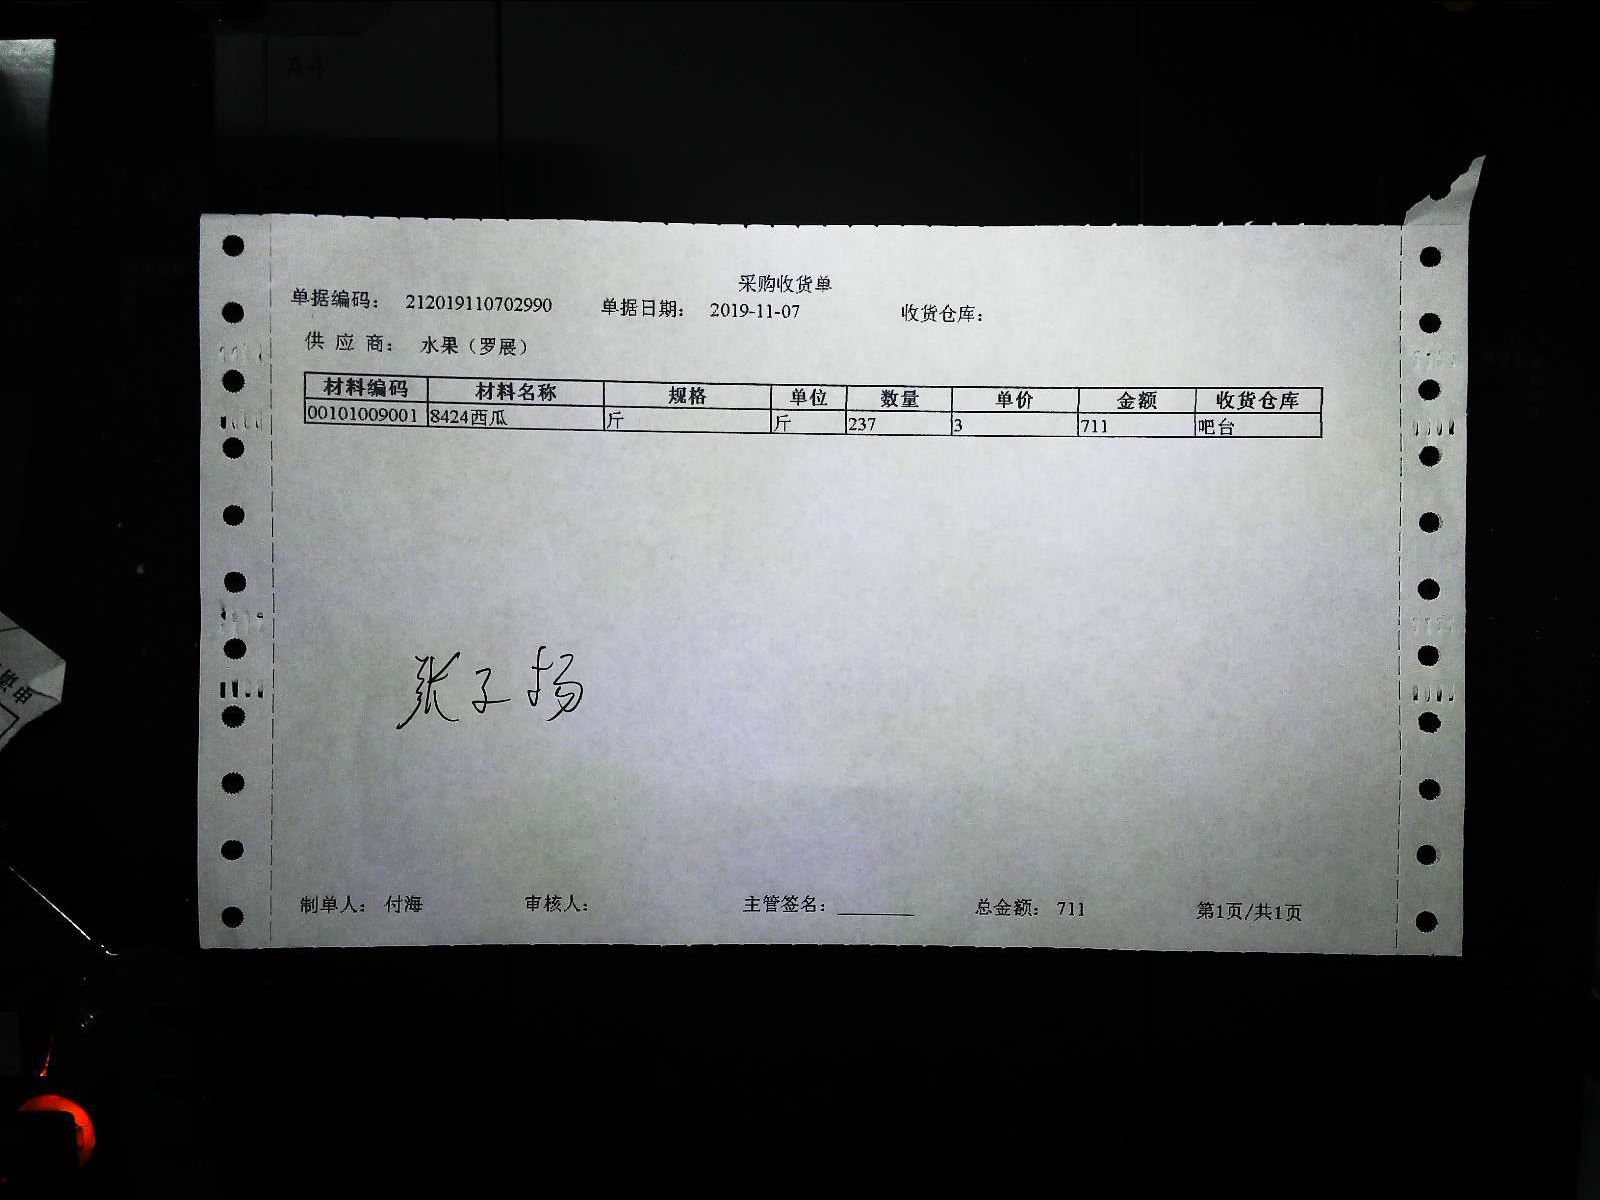 A4
采购收货单
单据编码： 212019110702990 单据日期： 2019-11-07 收货仓库：
供 应 商： 水果（罗展）
材料编码 材料名称 规格 单位 数量 单价 金额 收货仓库
00101009001 8424西瓜 斤 斤 237 3 711 吧台
张子扬
制单人： 付海 审核人： 主管签名： 总金额： 711 第1页/共1页